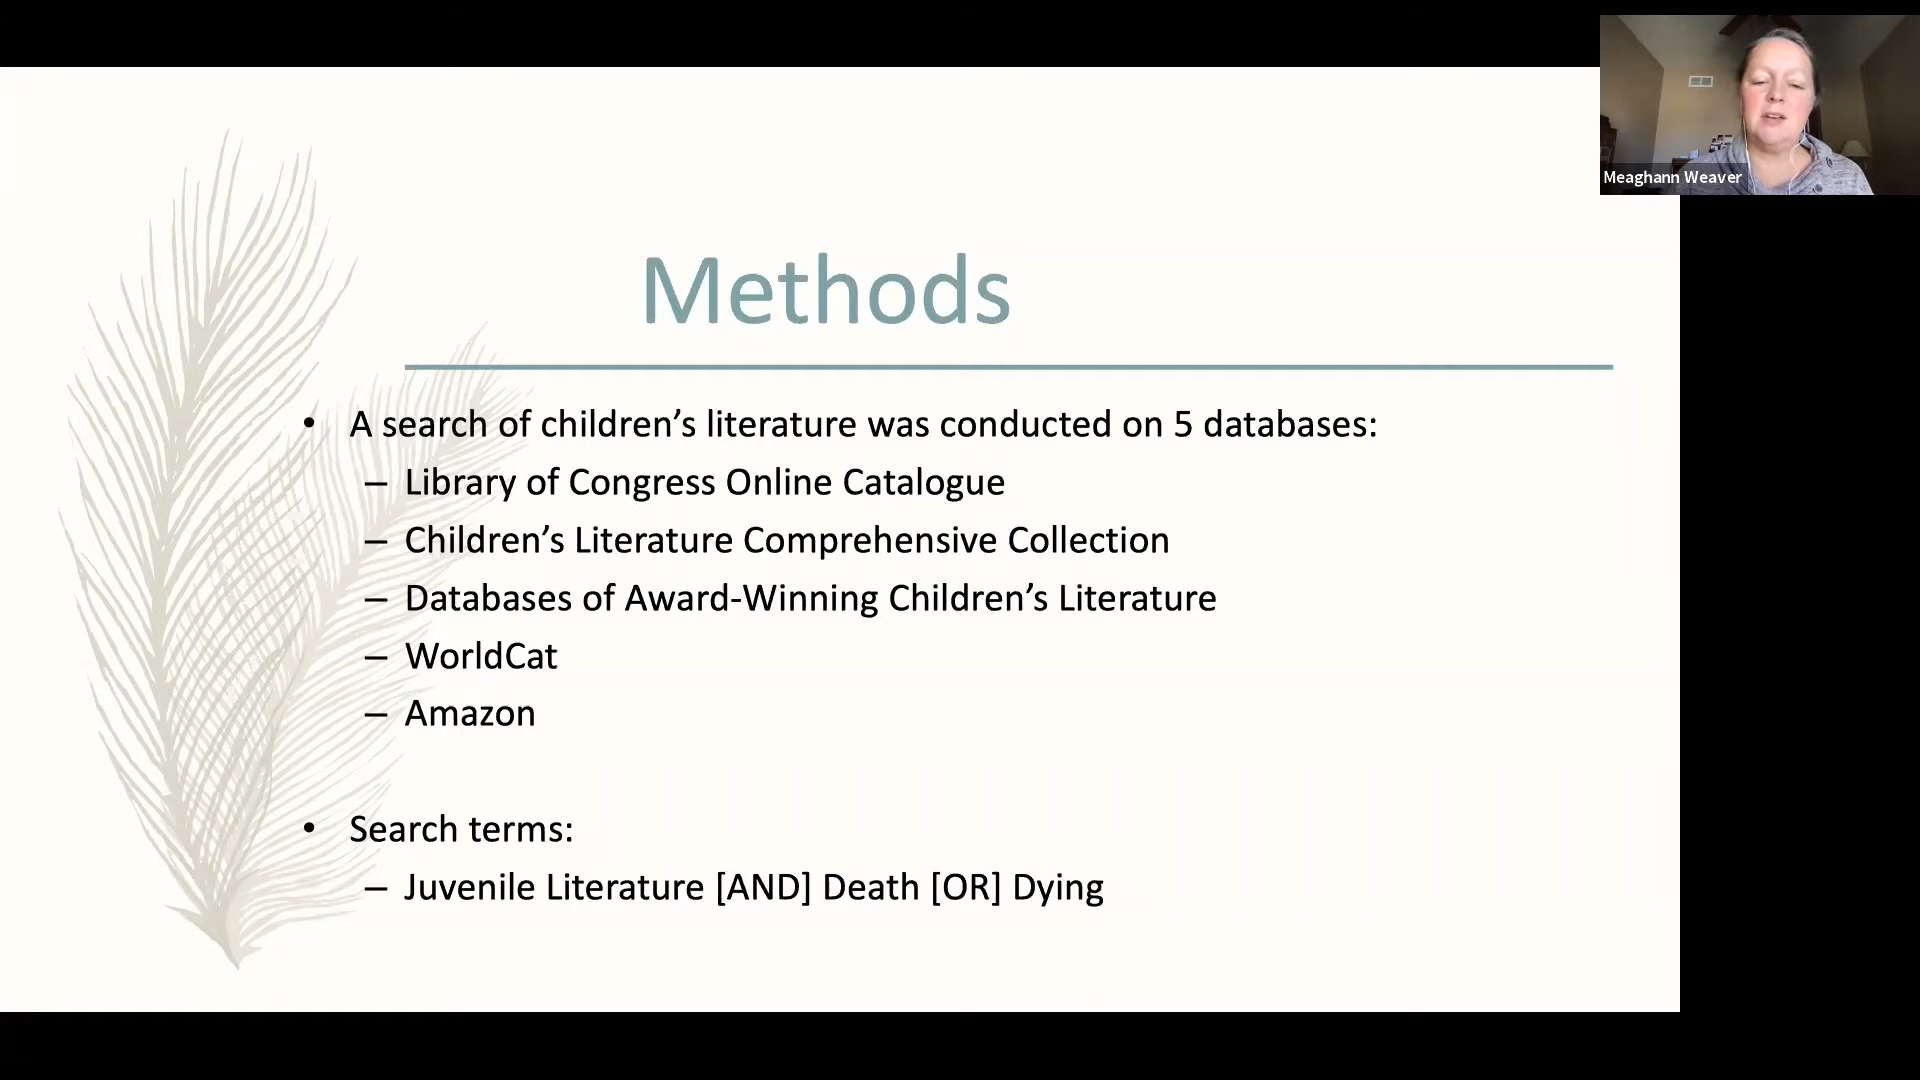 Meaghann Weaver
Methods
• A search of children’s literature was conducted on 5 databases:
– Library of Congress Online Catalogue
– Children’s Literature Comprehensive Collection
– Databases of Award-Winning Children’s Literature
– WorldCat
– Amazon
• Search terms:
– Juvenile Literature [AND] Death [OR] Dying